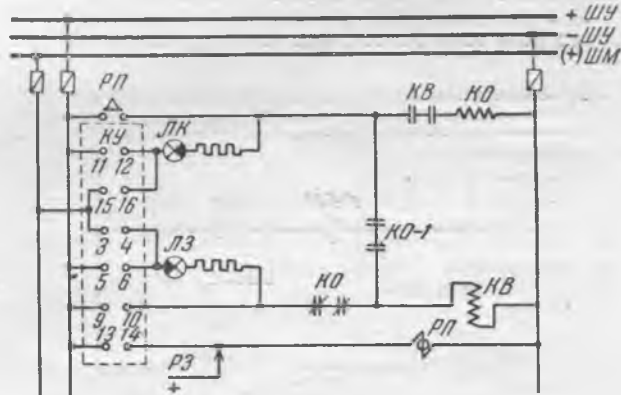 + ШУ
− ШУ
(+) ШМ
РП
КВ
КО
КУ
ЛК
11 12
15 16
КО-1
3 4
ЛЗ
5 6
КО
КВ
9 10
РП
13 14
РЗ
+